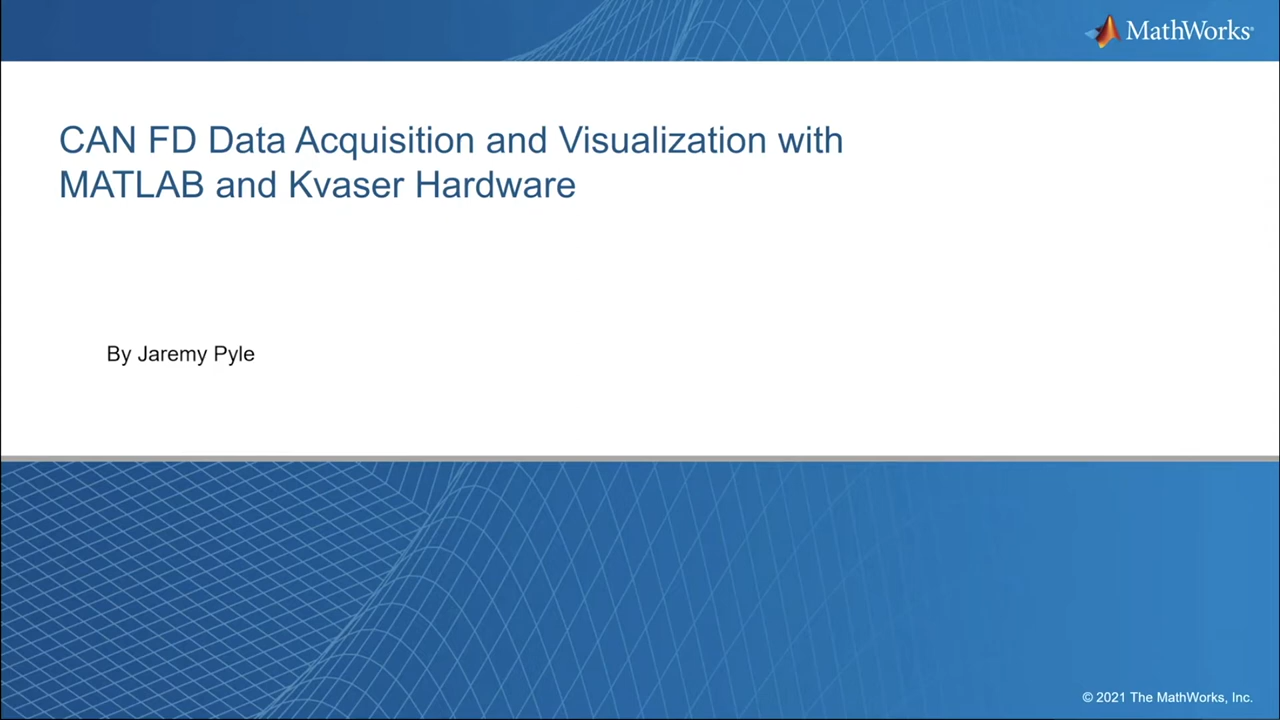 MathWorks®
CAN FD Data Acquisition and Visualization with
MATLAB and Kvaser Hardware
By Jaremy Pyle
© 2021 The MathWorks, Inc.